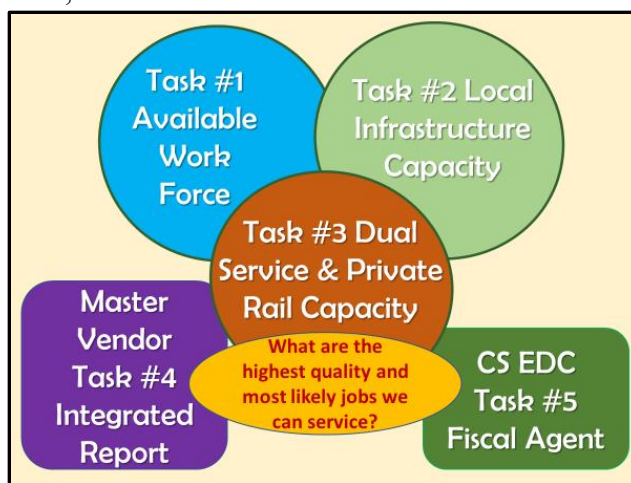 Task #1
Available
Work
Force
Task #2 Local
Infrastructure
Capacity
Task #3 Dual
Service & Private
Rail Capacity
Master
Vendor
Task #4
Integrated
Report
What are the
highest quality and
most likely jobs we
can service?
CS EDC
Task #5
Fiscal Agent